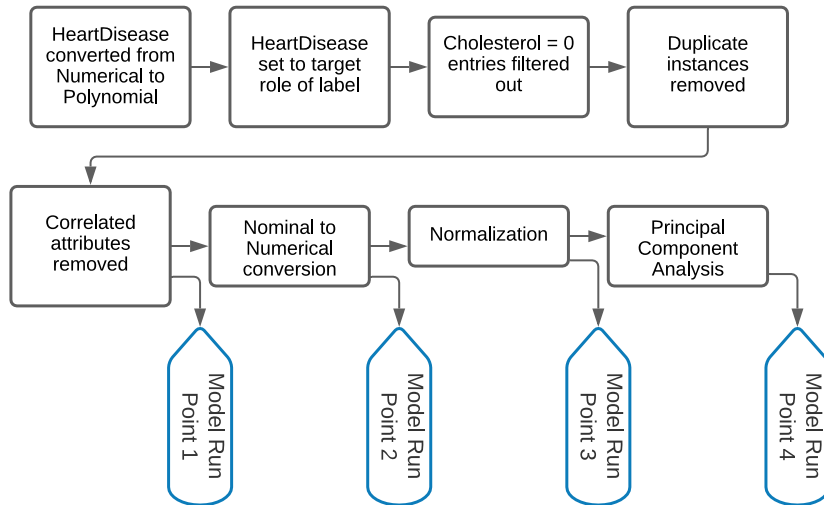 HeartDisease
converted from
Numerical to
Polynomial
HeartDisease
set to target
role of label
Cholesterol = 0
entries filtered
out
Duplicate
instances
removed
Correlated
attributes
removed
Nominal to
Numerical
conversion
Normalization
Principal
Component
Analysis
Model Run
Point 1
Model Run
Point 2
Model Run
Point 3
Model Run
Point 4